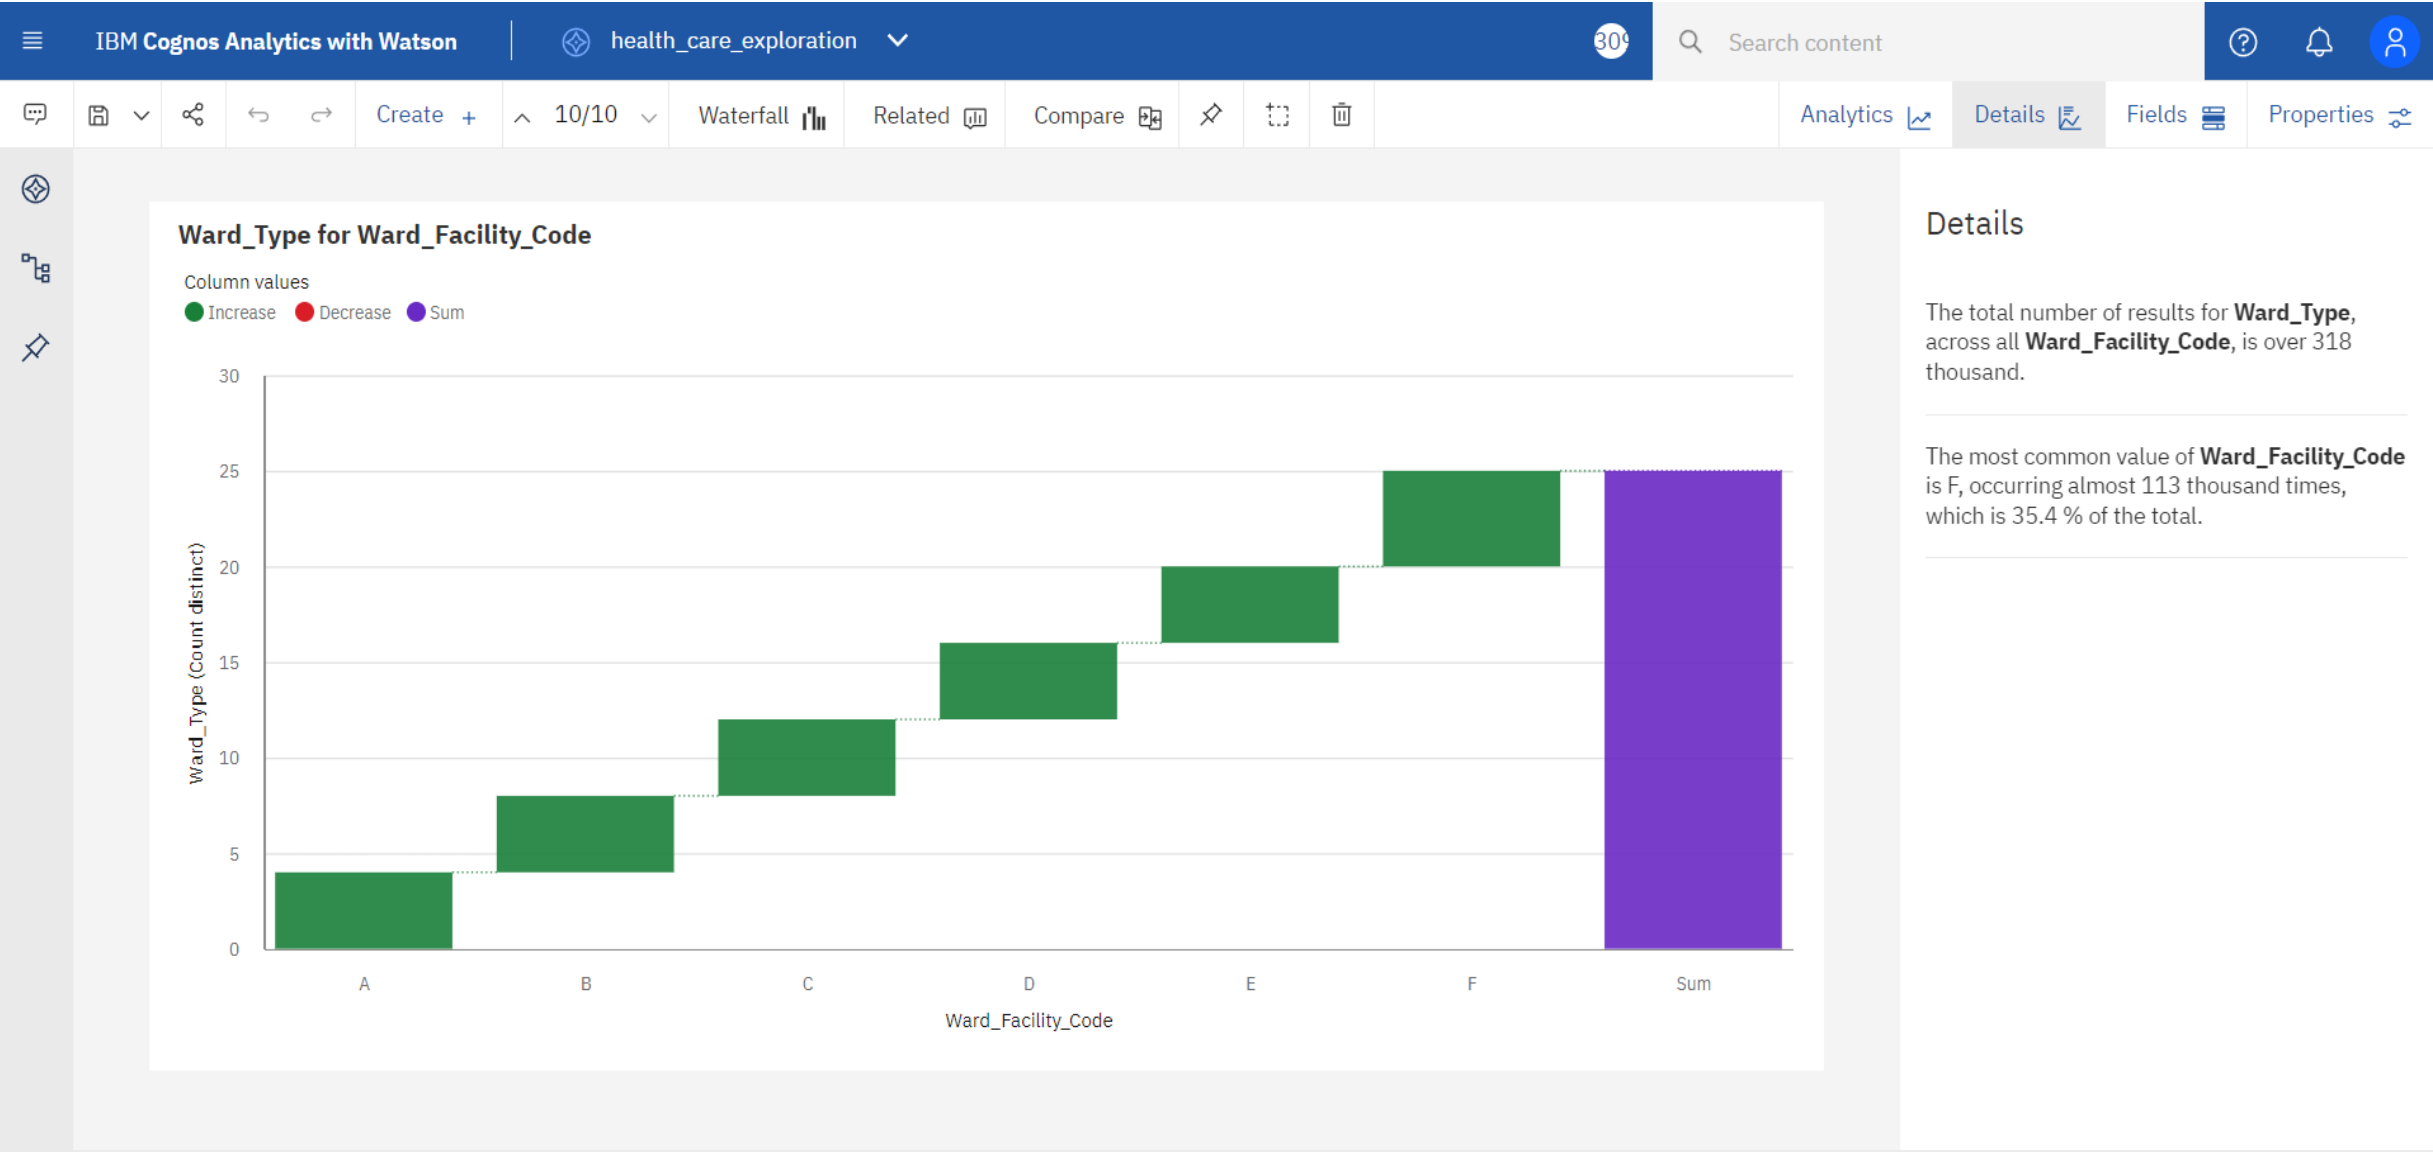 IBM Cognos Analytics with Watson
health_care_exploration
Search content
Create +
10/10
Waterfall
Related
Compare
Analytics
Details
Fields
Properties
Ward_Type for Ward_Facility_Code
Column values
Increase Decrease Sum
30
25
20
15
10
5
0
Ward_Type (Count distinct)
A B C D E F Sum
Ward_Facility_Code
Details
The total number of results for Ward_Type,
across all Ward_Facility_Code, is over 318
thousand.
The most common value of Ward_Facility_Code
is F, occurring almost 113 thousand times,
which is 35.4 % of the total.